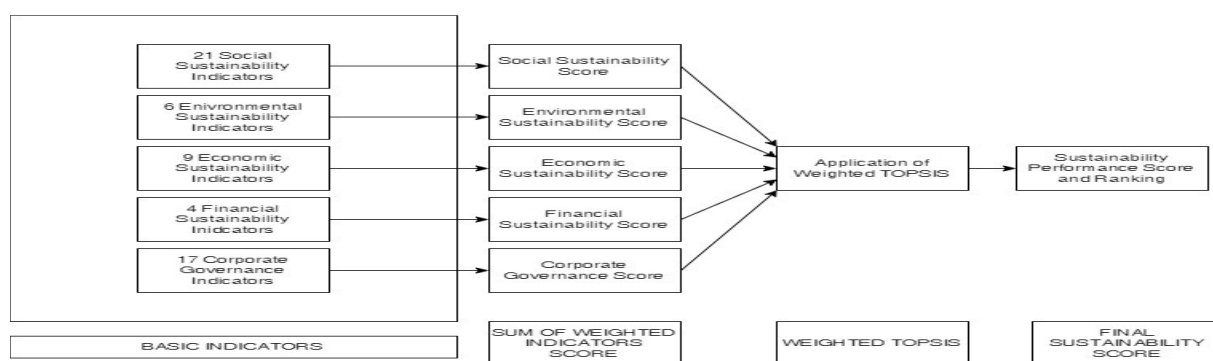 21 Social
Sustainability
Indicators
Social Sustainability
Score
6 Enivronmental
Sustainability
Indicators
Environmental
Sustainability Score
9 Economic
Sustainability
Indicators
Economic
Sustainability Score
Application of
Weighted TOPSIS
Sustainability
Performance Score
and Ranking
4 Financial
Sustainability
Inidcators
Financial
Sustainability Score
17 Corporate
Governance
Indicators
Corporate
Governance Score
BASIC INDICATORS
SUM OF WEIGHTED
INDICATORS
SCORE
WEIGHTED TOPSIS
FINAL
SUSTAINABILITY
SCORE